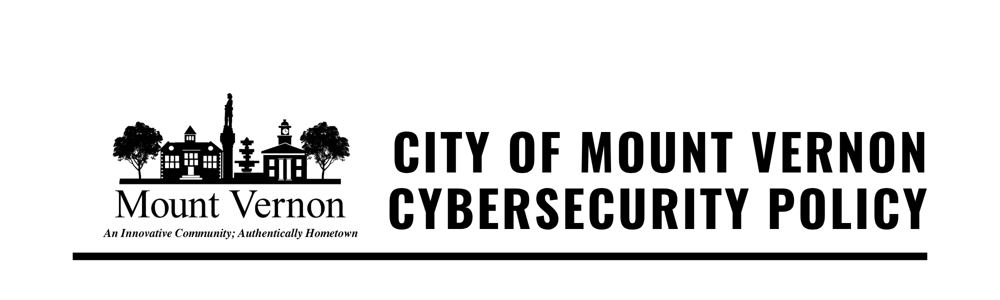 Mount Vernon
An Innovative Community; Authentically Hometown
CITY OF MOUNT VERNON
CYBERSECURITY POLICY